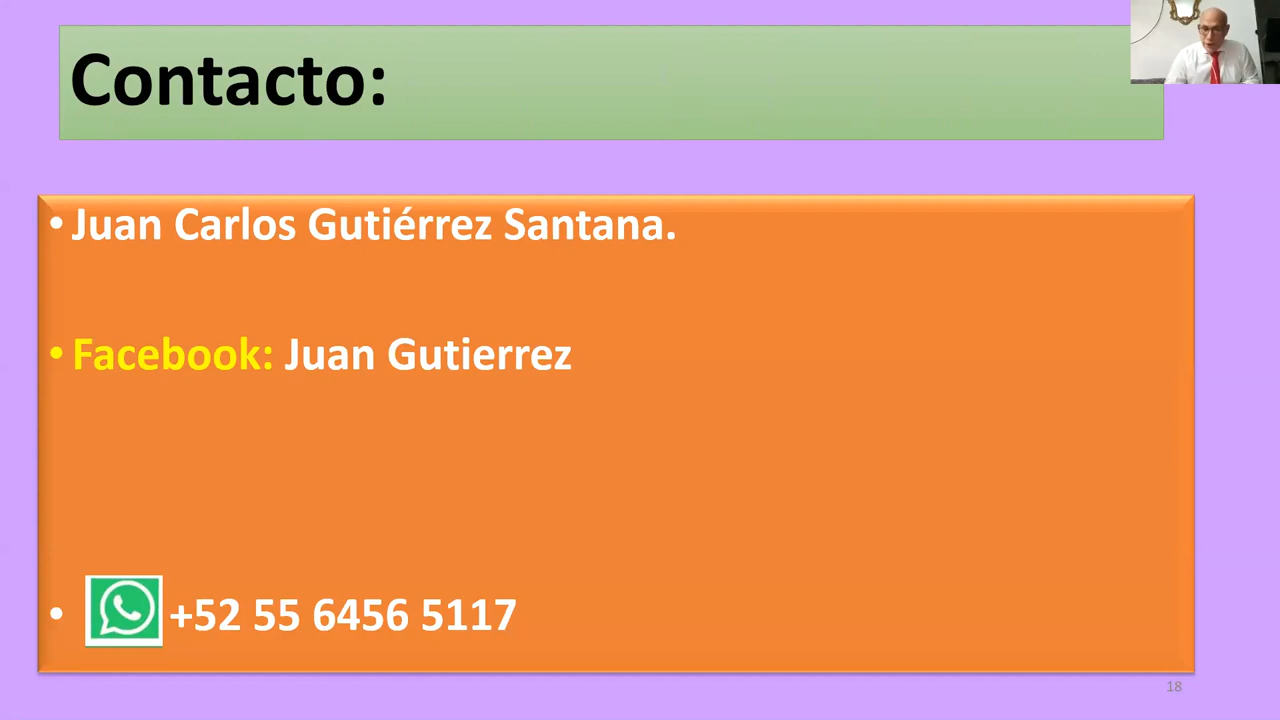 Contacto:
• Juan Carlos Gutiérrez Santana.
• Facebook: Juan Gutierrez
• +52 55 6456 5117
18